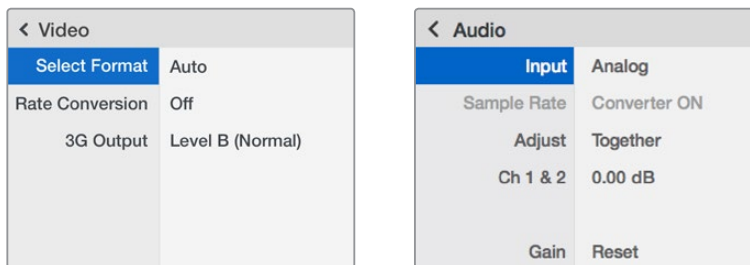 < Video
Select Format Auto
Rate Conversion Off
3G Output Level B (Normal)
< Audio
Input Analog
Sample Rate Converter ON
Adjust Together
Ch 1 & 2 0.00 dB
Gain Reset